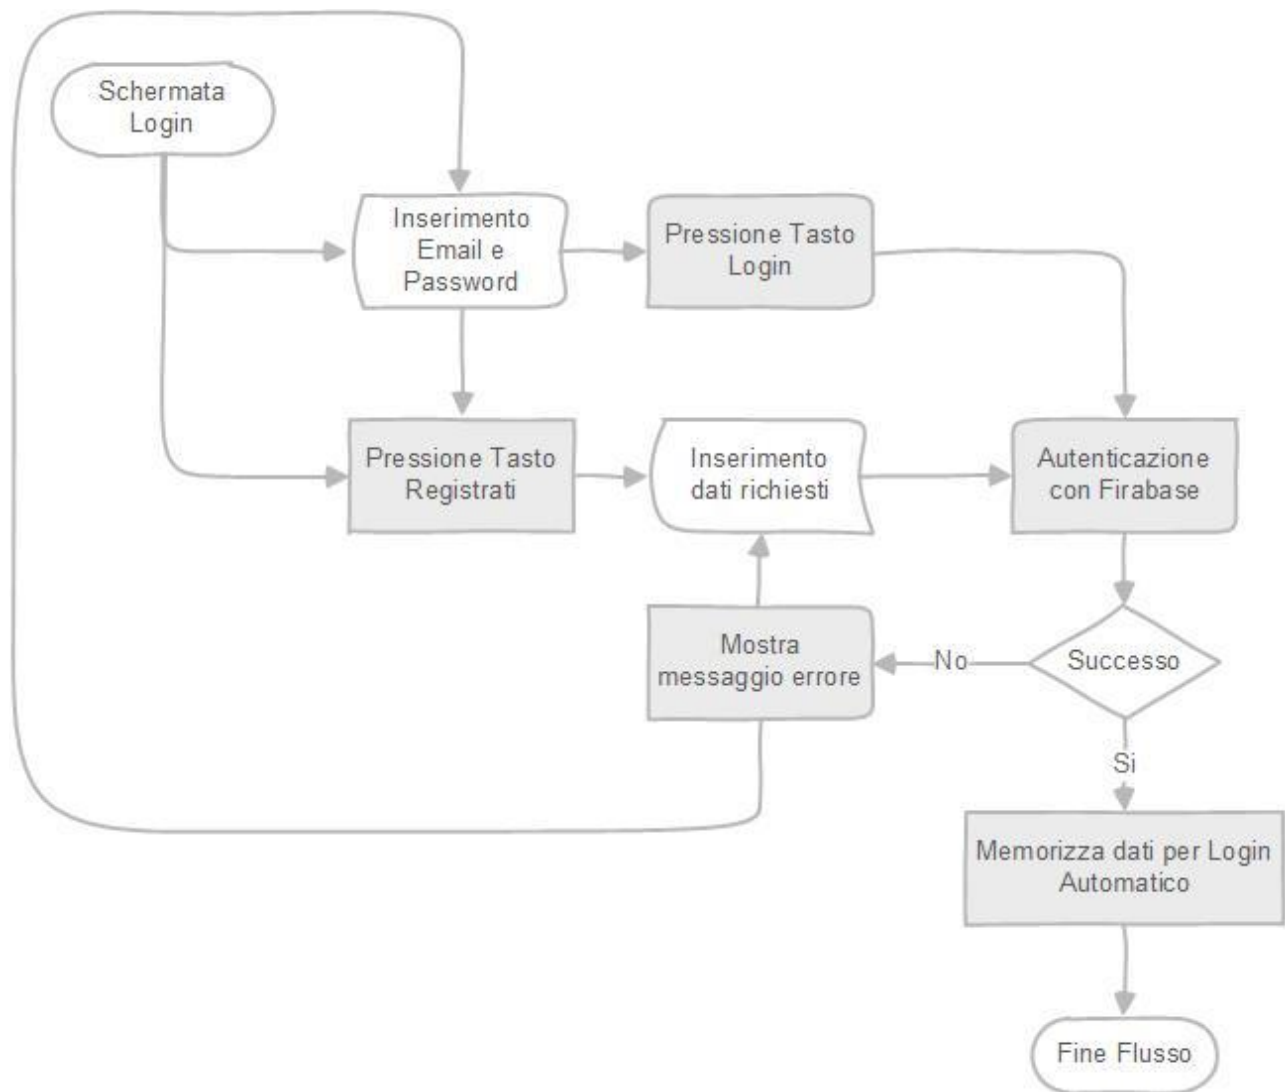 Schermata
Login
Inserimento
Email e
Password
Pressione Tasto
Login
Pressione Tasto
Registrati
Inserimento
dati richiesti
Autenticazione
con Firabase
Mostra
messaggio errore
No
Successo
Si
Memorizza dati per Login
Automatico
Fine Flusso